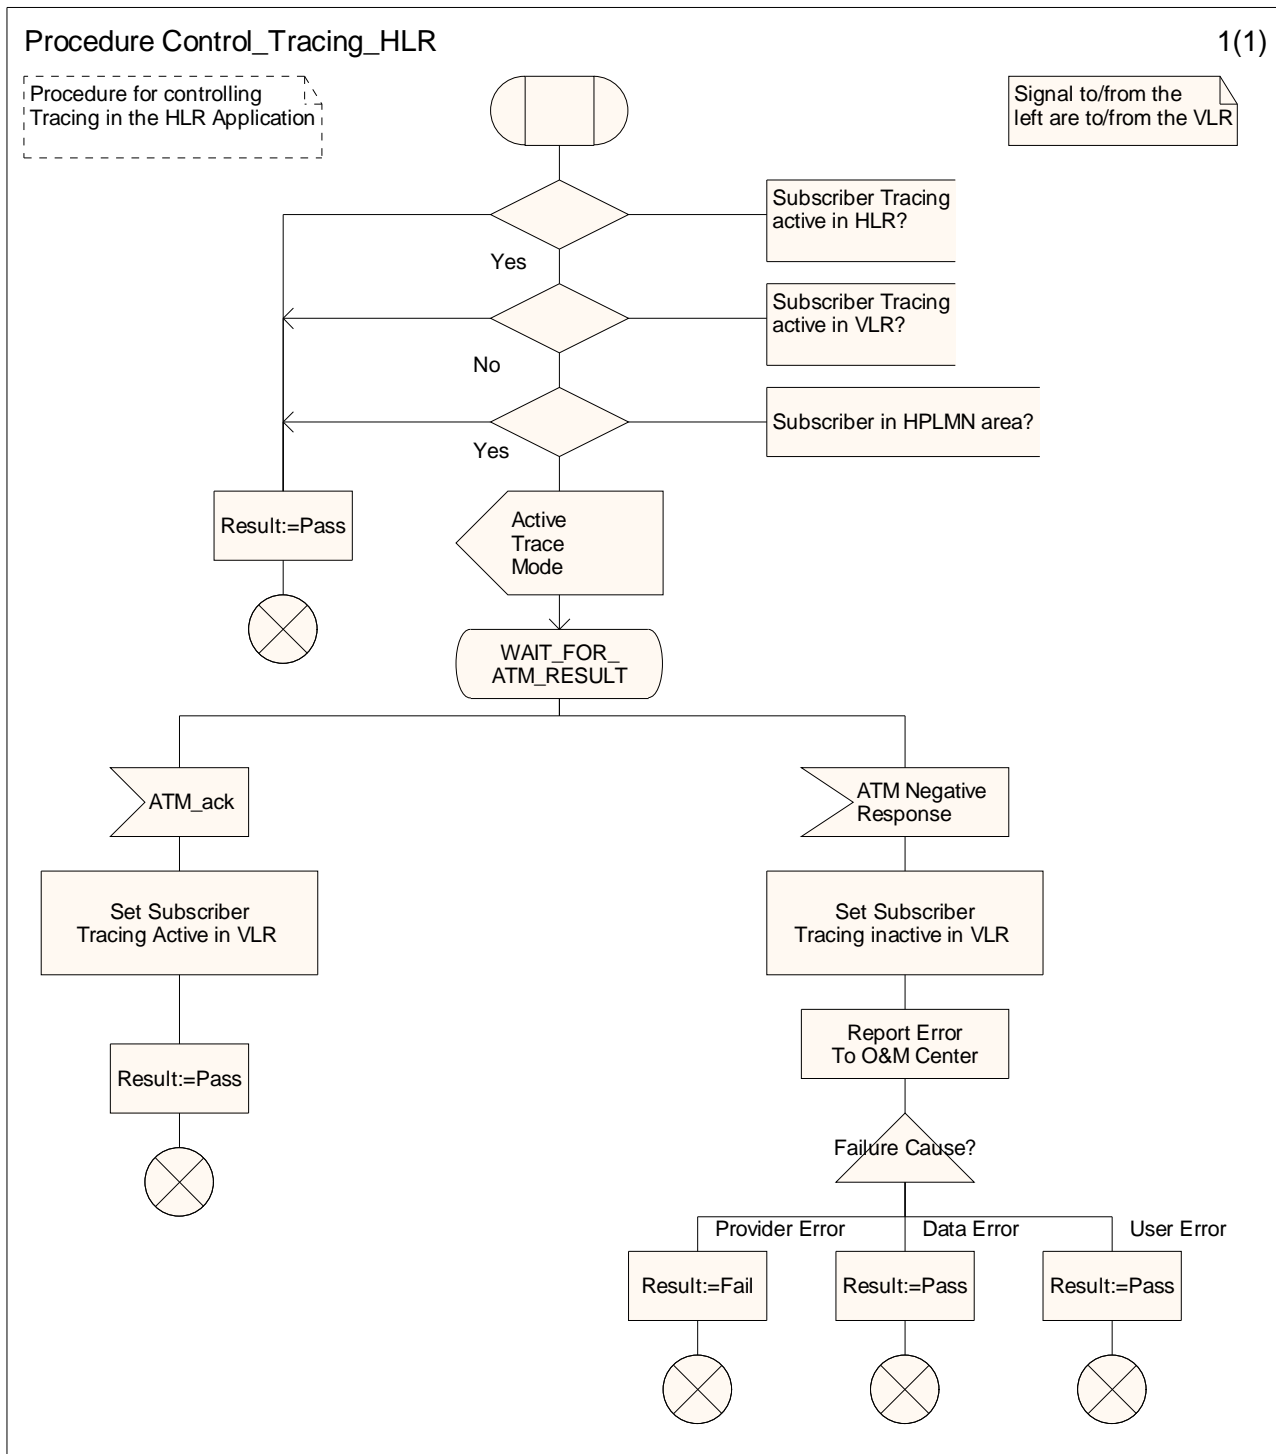 Procedure Control_Tracing_HLR
1(1)
Procedure for controlling
Tracing in the HLR Application
Signal to/from the
left are to/from the VLR
Subscriber Tracing
active in HLR?
Yes
Subscriber Tracing
active in VLR?
No
Subscriber in HPLMN area?
Yes
Result:=Pass
Active
Trace
Mode
WAIT_FOR_
ATM_RESULT
ATM_ack
ATM Negative
Response
Set Subscriber
Tracing Active in VLR
Set Subscriber
Tracing inactive in VLR
Report Error
To O&M Center
Result:=Pass
Failure Cause?
Provider Error
Data Error
User Error
Result:=Fail
Result:=Pass
Result:=Pass